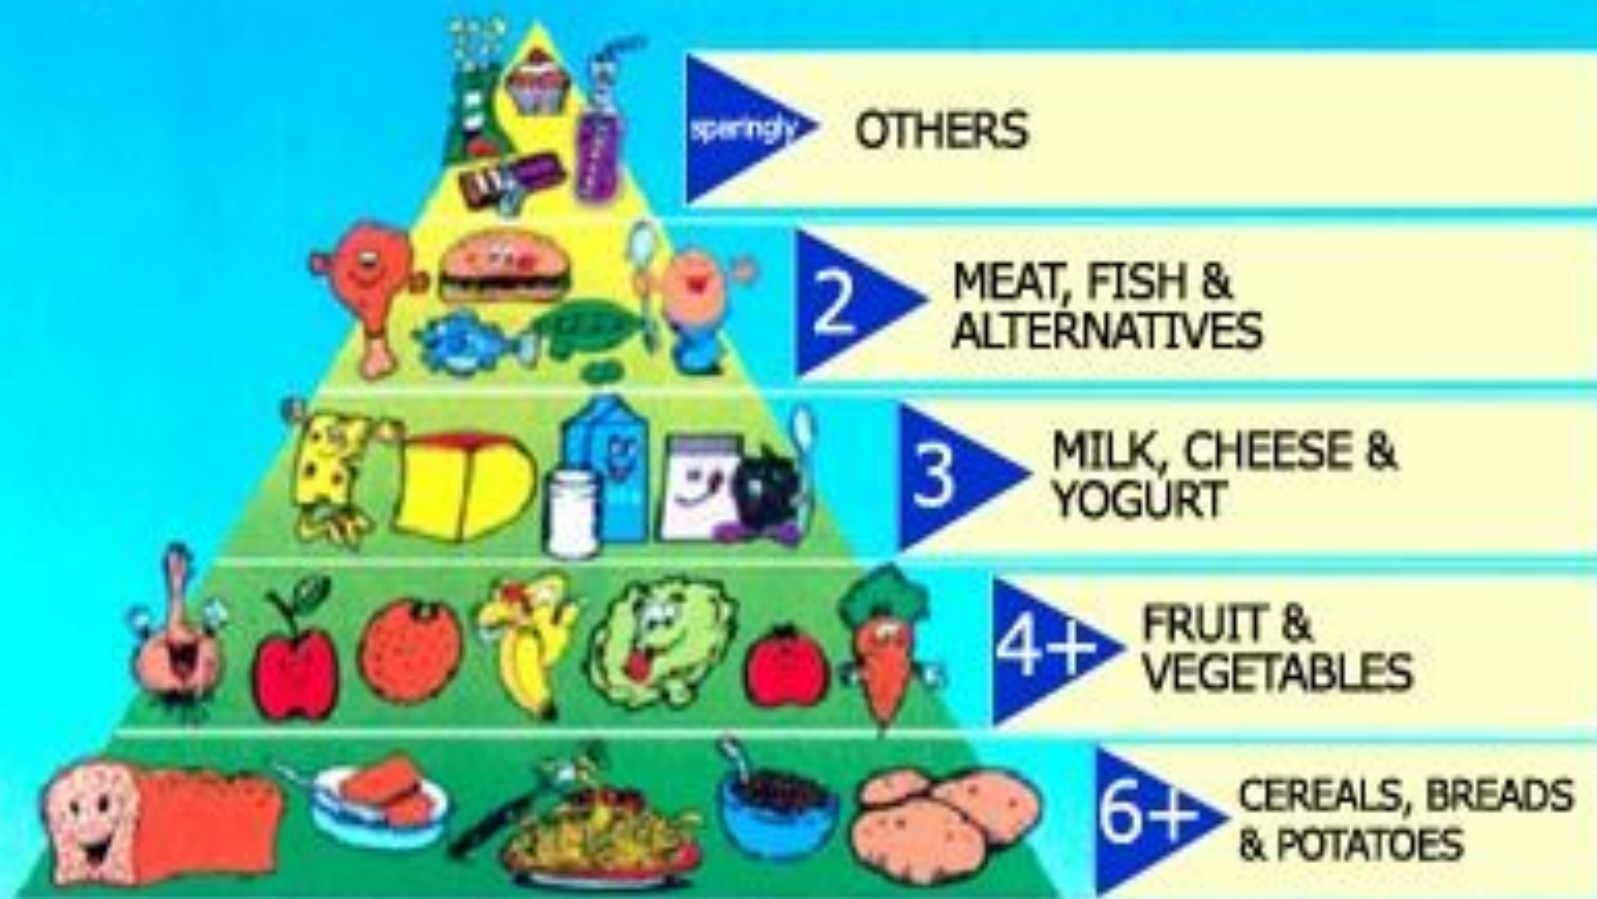 sparingly
OTHERS
2
MEAT, FISH &
ALTERNATIVES
3
MILK, CHEESE &
YOGURT
4+
FRUIT &
VEGETABLES
6+
CEREALS, BREADS
& POTATOES